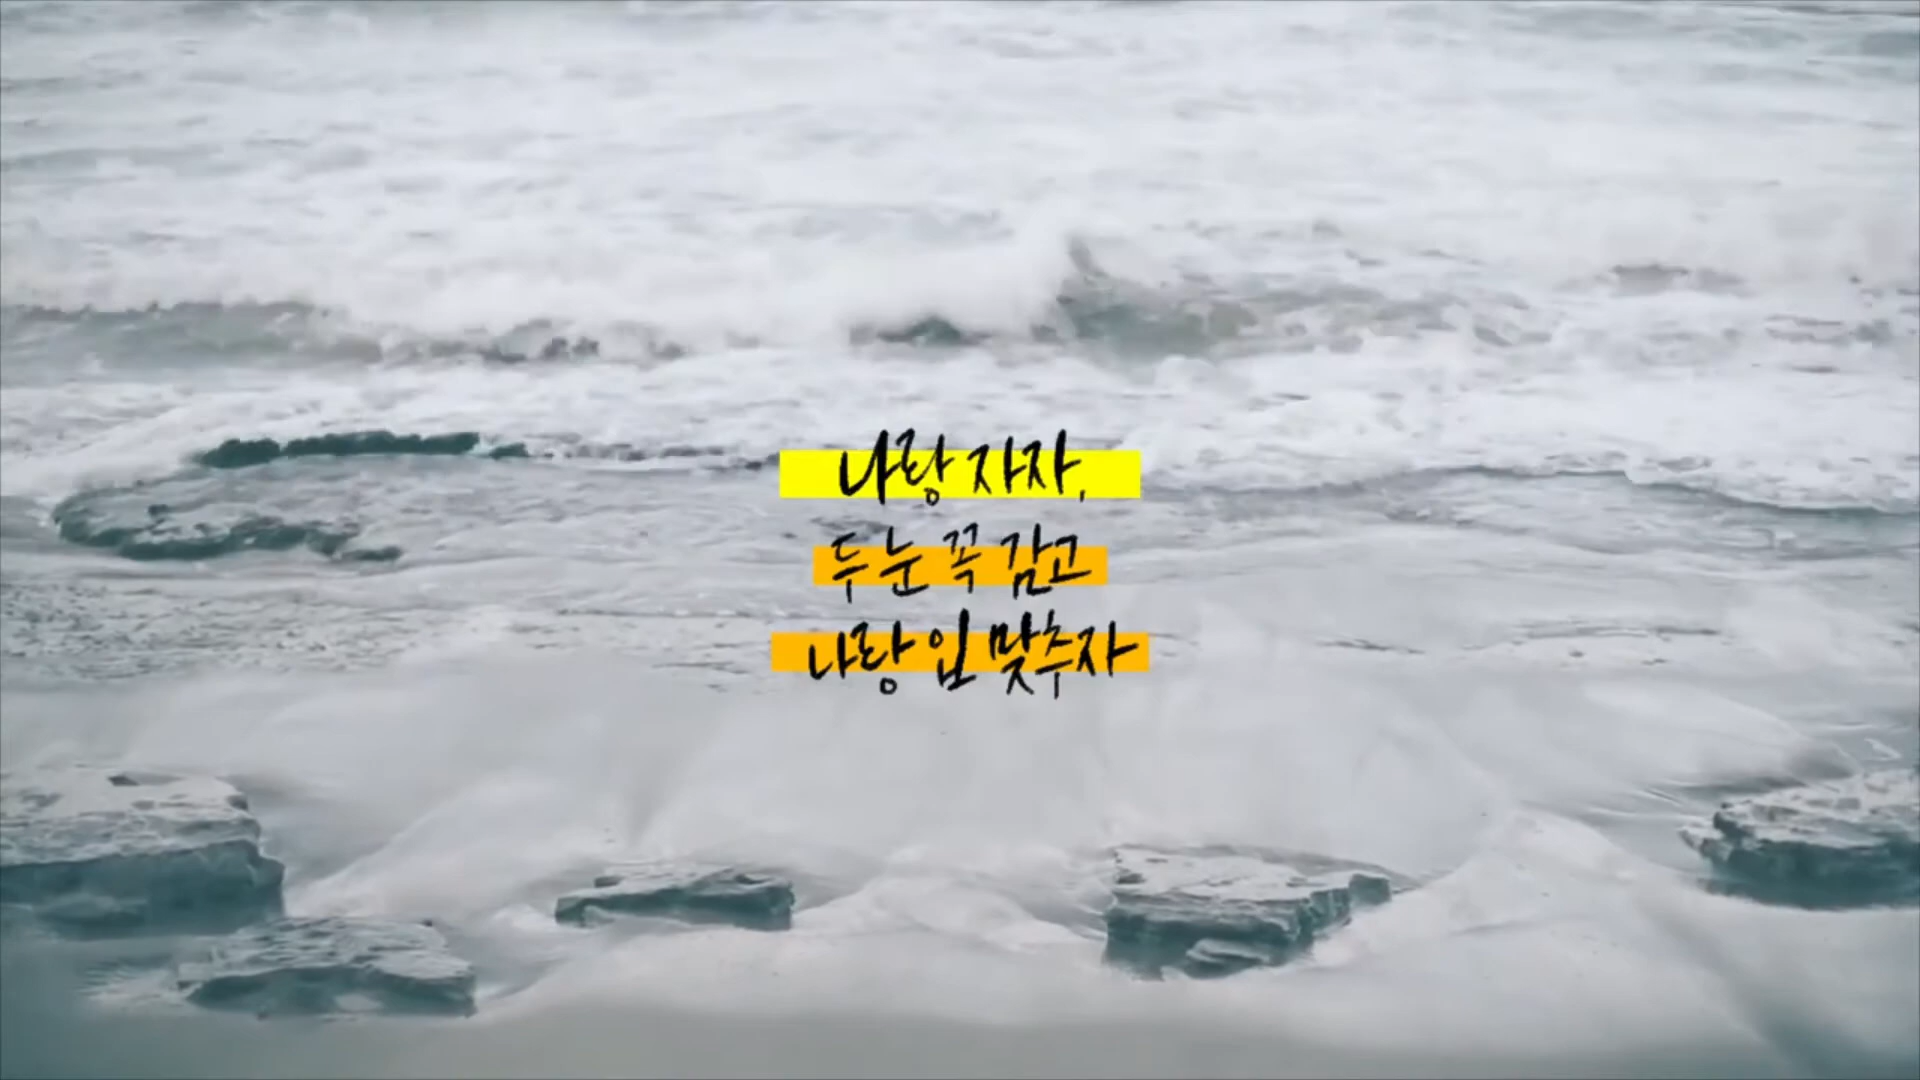 나랑 자자,
두 눈 꼭 감고
나랑 입 맞추자